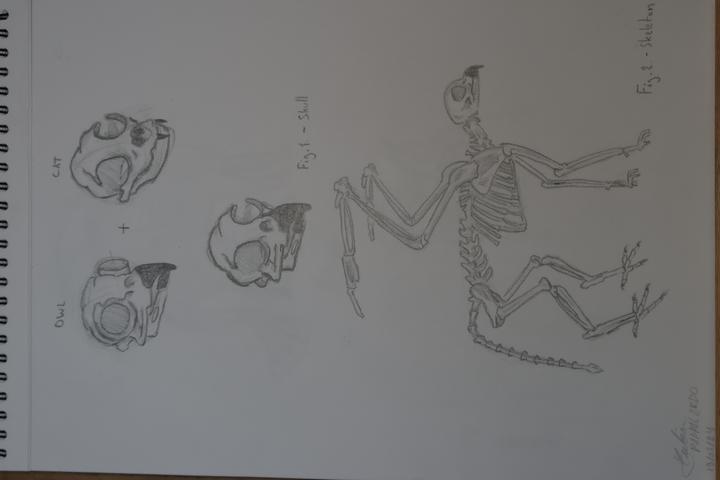 OWL
CAT
+
Fig.1. - Skull
Fig.2. - Skeleton